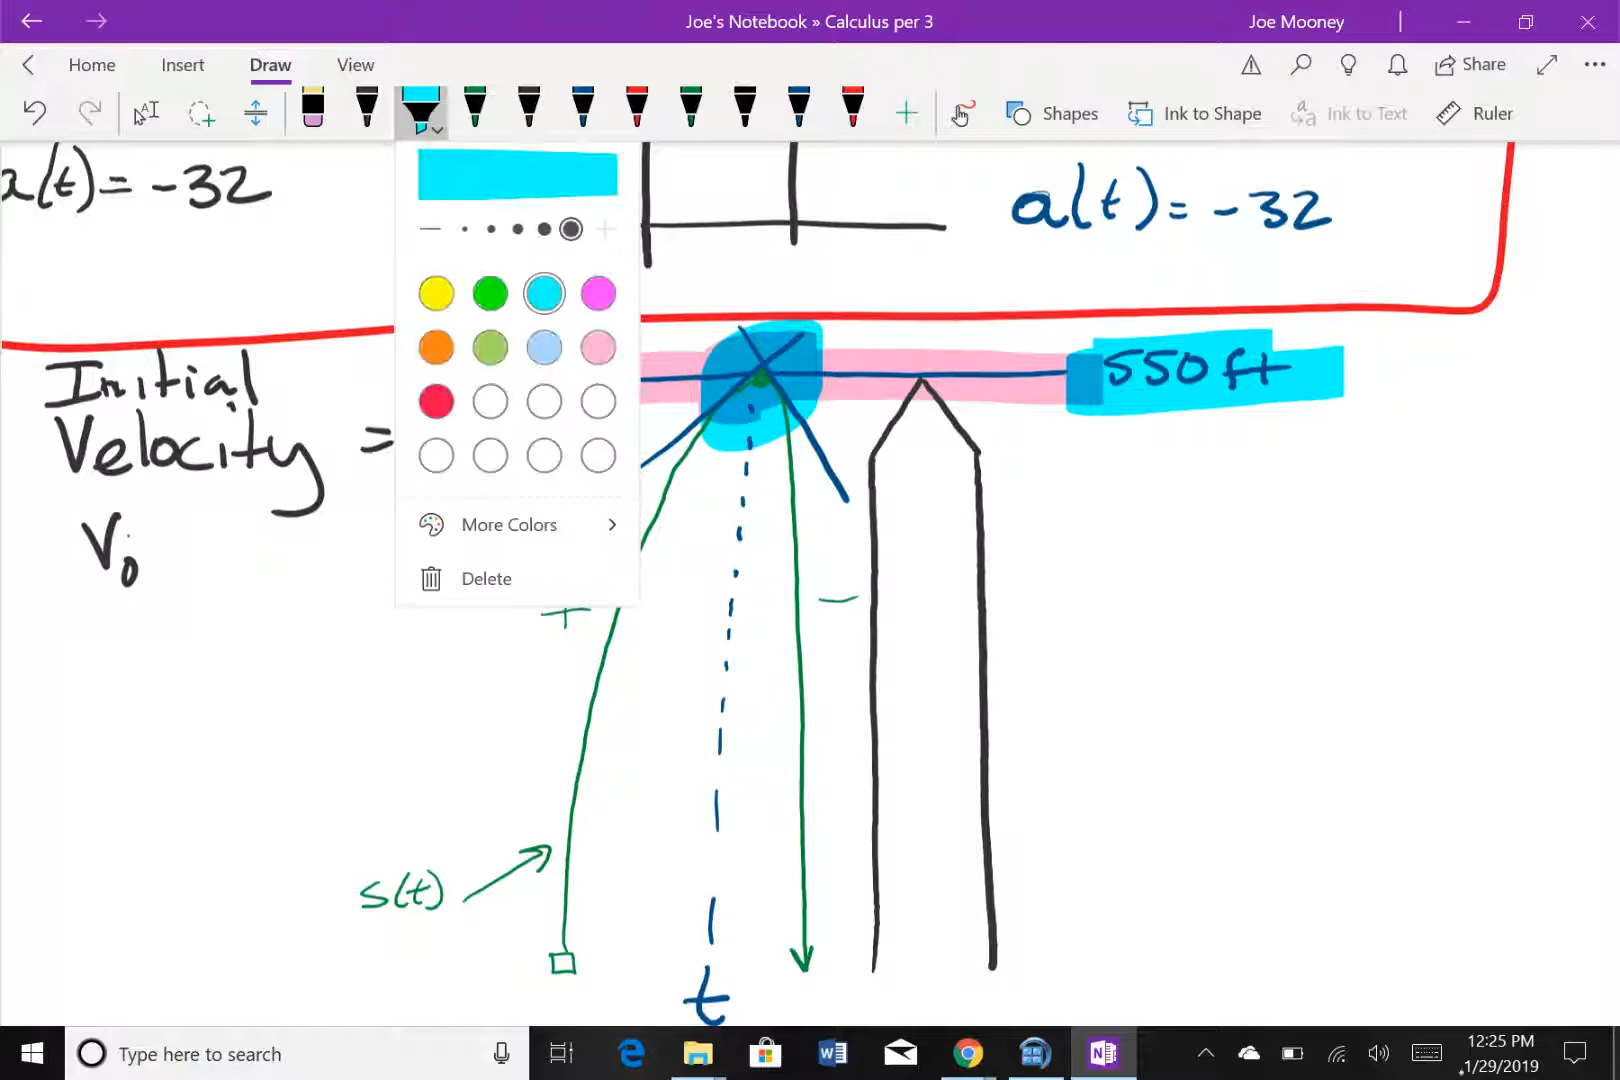 Joe's Notebook » Calculus per 3
Joe Mooney
Home
Insert
Draw
View
Share
Shapes
Ink to Shape
Ink to Text
Ruler
a(t) = -32
a(t) = -32
Initial
Velocity =
V₀
550 ft
More Colors
Delete
+
−
s(t)
t
Type here to search
12:25 PM
1/29/2019